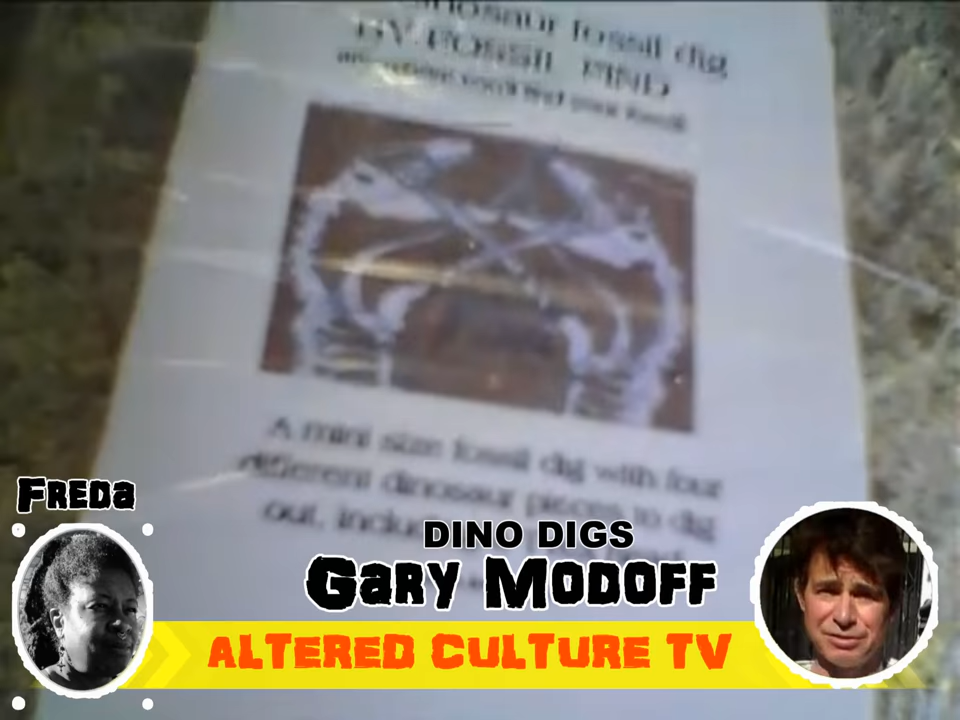 dinosaur fossil dig
BY FOSSIL FIND
your
A mini size fossil dig with four
different dinosaur pieces to dig
out,
Freda
DINO DIGS
Gary Modoff
ALTERED CULTURE TV